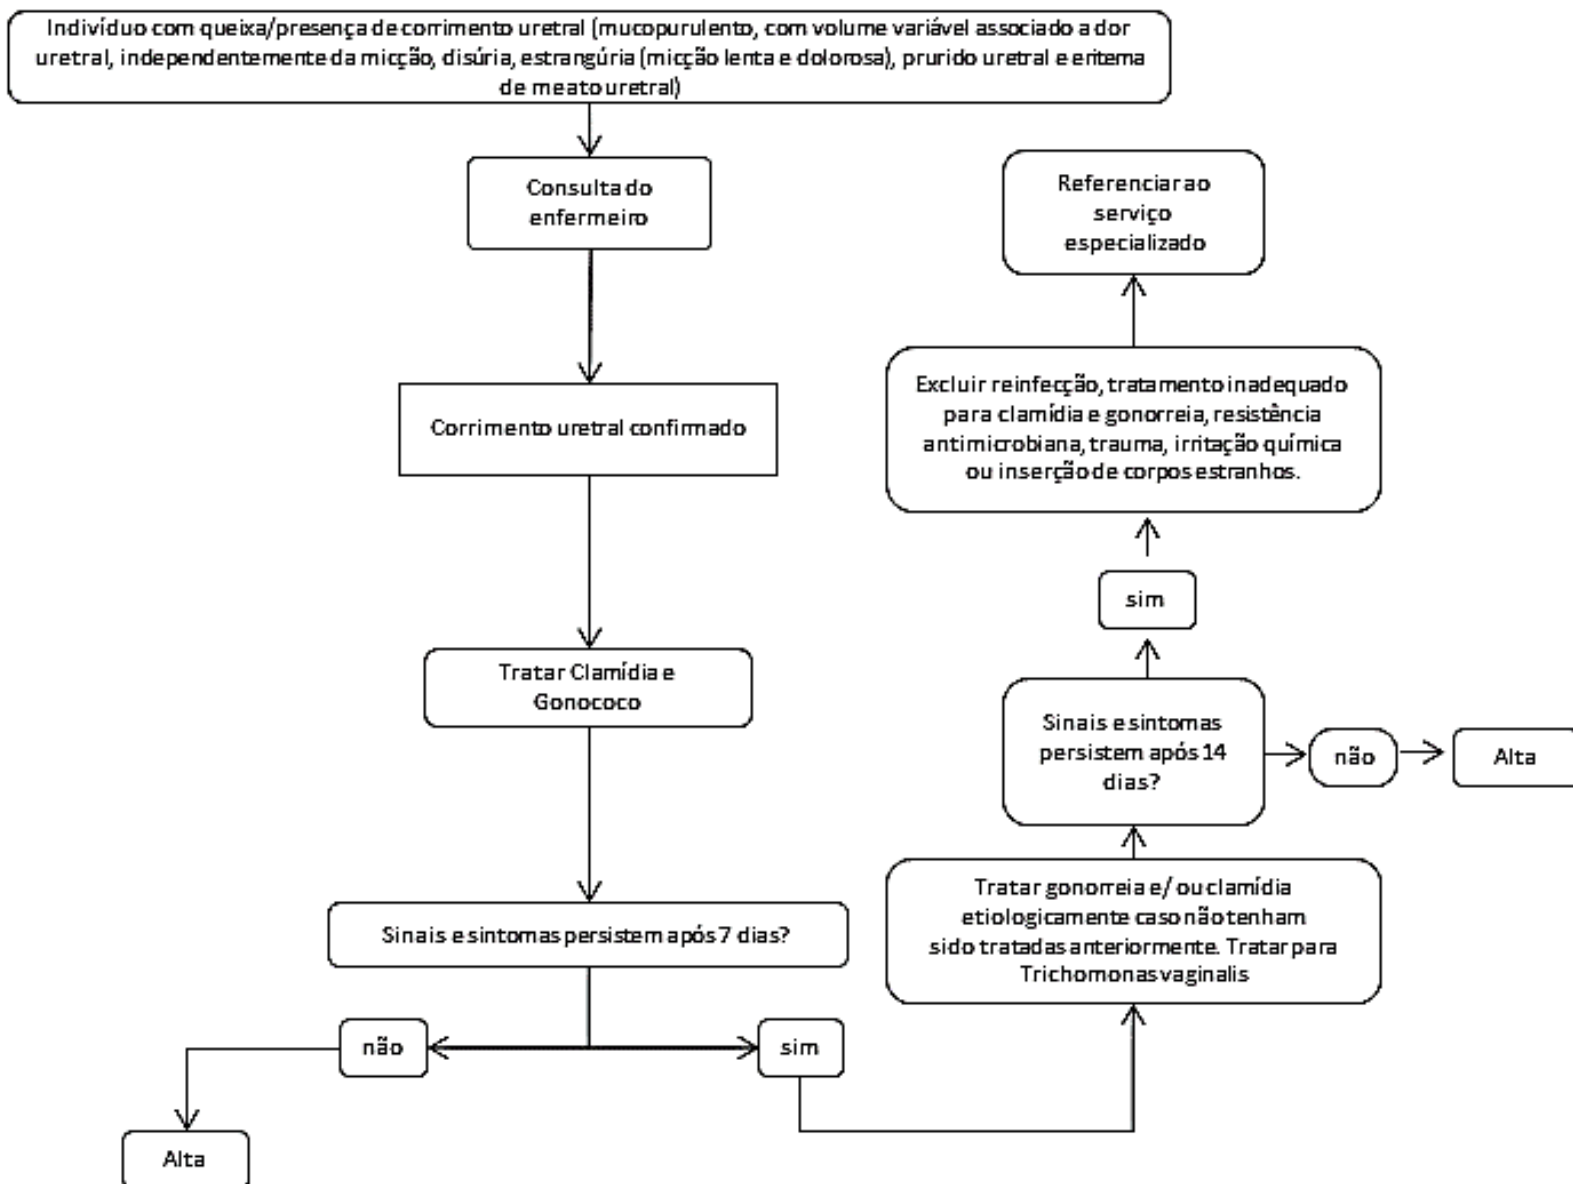 Indivíduo com queixa/presença de corrimento uretral (mucopurulento, com volume variável associado a dor
uretral, independentemente da micção, disúria, estrangúria (micção lenta e dolorosa), prurido uretral e eritema
de meato uretral)
Consulta do
enfermeiro
Corrimento uretral confirmado
Tratar Clamídia e
Gonococo
Sinais e sintomas persistem após 7 dias?
não
sim
Alta
Tratar gonorreia e/ ou clamídia
etiologicamente caso não tenham
sido tratadas anteriormente. Tratar para
Trichomonas vaginalis
Sinais e sintomas
persistem após 14
dias?
não
Alta
sim
Excluir reinfecção, tratamento inadequado
para clamídia e gonorreia, resistência
antimicrobiana, trauma, irritação química
ou inserção de corpos estranhos.
Referenciar ao
serviço
especializado